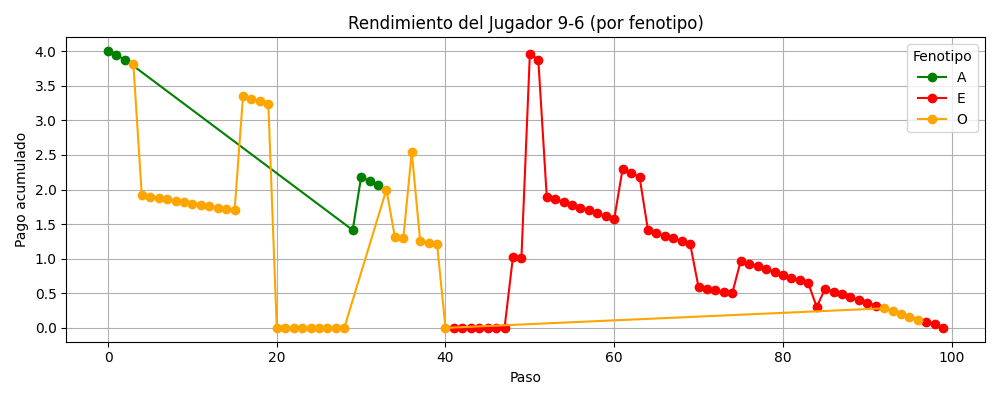 Rendimiento del Jugador 9-6 (por fenotipo)
Pago acumulado
4.0
3.5
3.0
2.5
2.0
1.5
1.0
0.5
0.0
Fenotipo
A
E
O
0 20 40 60 80 100
Paso